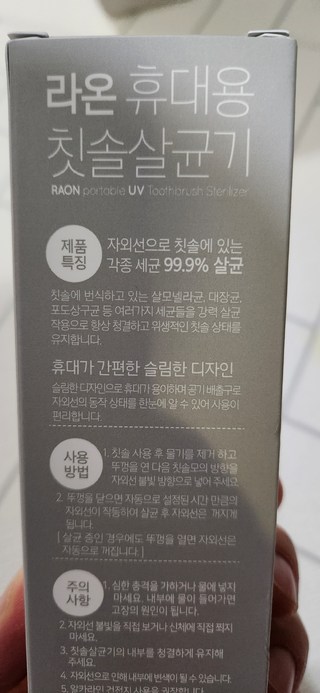 라온 휴대용
칫솔살균기
RAON portable UV Toothbrush Sterilizer
제품
특징
자외선으로 칫솔에 있는
각종 세균 99.9% 살균
칫솔에 번식하고 있는 살모넬라균, 대장균,
포도상구균 등 여러가지 세균들을 강력 살균
작용으로 항상 청결하고 위생적인 칫솔 상태를
유지합니다.
휴대가 간편한 슬림한 디자인
슬림한 디자인으로 휴대가 용이하며 공기 배출구로
자외선의 동작 상태를 한눈에 알 수 있어 사용이
편리합니다.
사용
방법
1. 칫솔 사용 후 물기를 제거 하고
뚜껑을 연 다음 칫솔모의 방향을
자외선 불빛 방향으로 넣어 주세요.
2. 뚜껑을 닫으면 자동으로 설정된 시간 만큼의
자외선이 작동하여 살균 후 자외선은 꺼지게
됩니다.
[ 살균 중인 경우에도 뚜껑을 열면 자외선은
자동으로 꺼집니다. ]
주의
사항
1. 심한 충격을 가하거나 물에 넣지
마세요. 내부에 물이 들어가면
고장의 원인이 됩니다.
2. 자외선 불빛을 직접 보거나 신체에 직접 쬐지
마세요.
3. 칫솔살균기의 내부를 청결하게 유지해
주세요.
4. 자외선으로 인해 내부에 변색이 될 수 있습니다.
5. 알카라인 건전지 사용을 권장합니다.